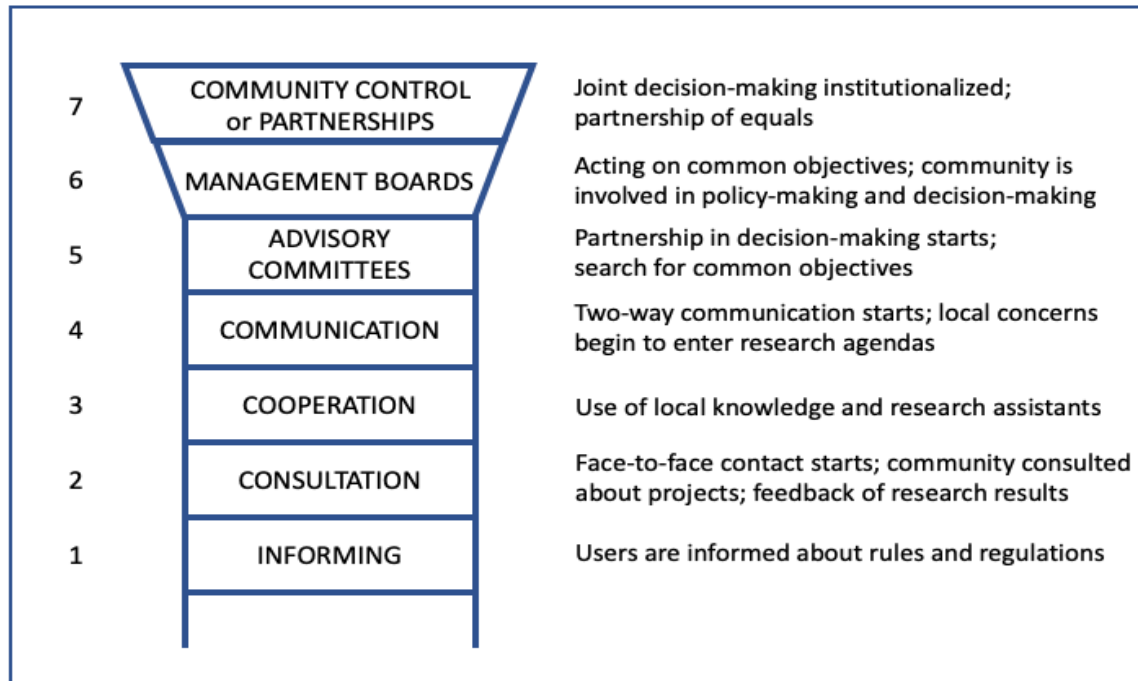 7
COMMUNITY CONTROL
or PARTNERSHIPS
Joint decision-making institutionalized;
partnership of equals
6
MANAGEMENT BOARDS
Acting on common objectives; community is
involved in policy-making and decision-making
5
ADVISORY
COMMITTEES
Partnership in decision-making starts;
search for common objectives
4
COMMUNICATION
Two-way communication starts; local concerns
begin to enter research agendas
3
COOPERATION
Use of local knowledge and research assistants
2
CONSULTATION
Face-to-face contact starts; community consulted
about projects; feedback of research results
1
INFORMING
Users are informed about rules and regulations